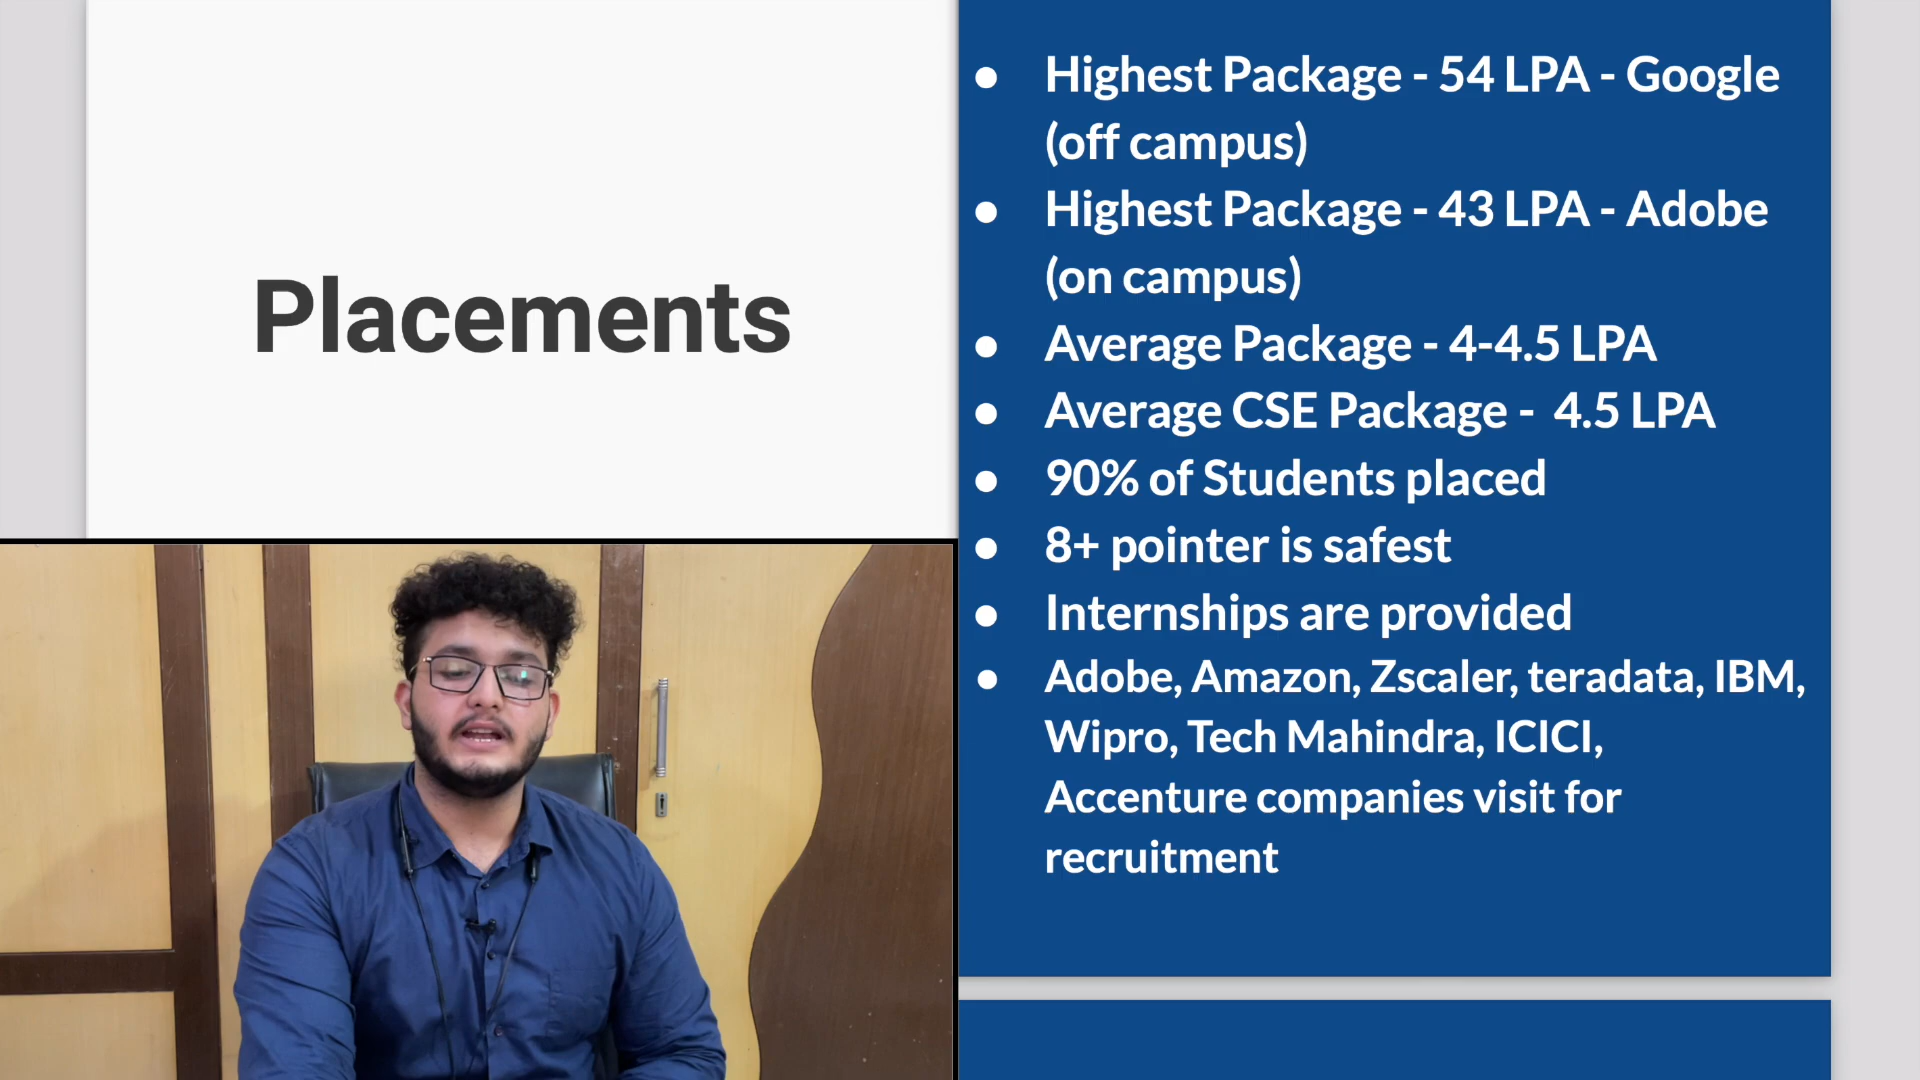 Placements
● Highest Package - 54 LPA - Google
(off campus)
● Highest Package - 43 LPA - Adobe
(on campus)
● Average Package - 4-4.5 LPA
● Average CSE Package -  4.5 LPA
● 90% of Students placed
● 8+ pointer is safest
● Internships are provided
● Adobe, Amazon, Zscaler, teradata, IBM,
Wipro, Tech Mahindra, ICICI,
Accenture companies visit for
recruitment